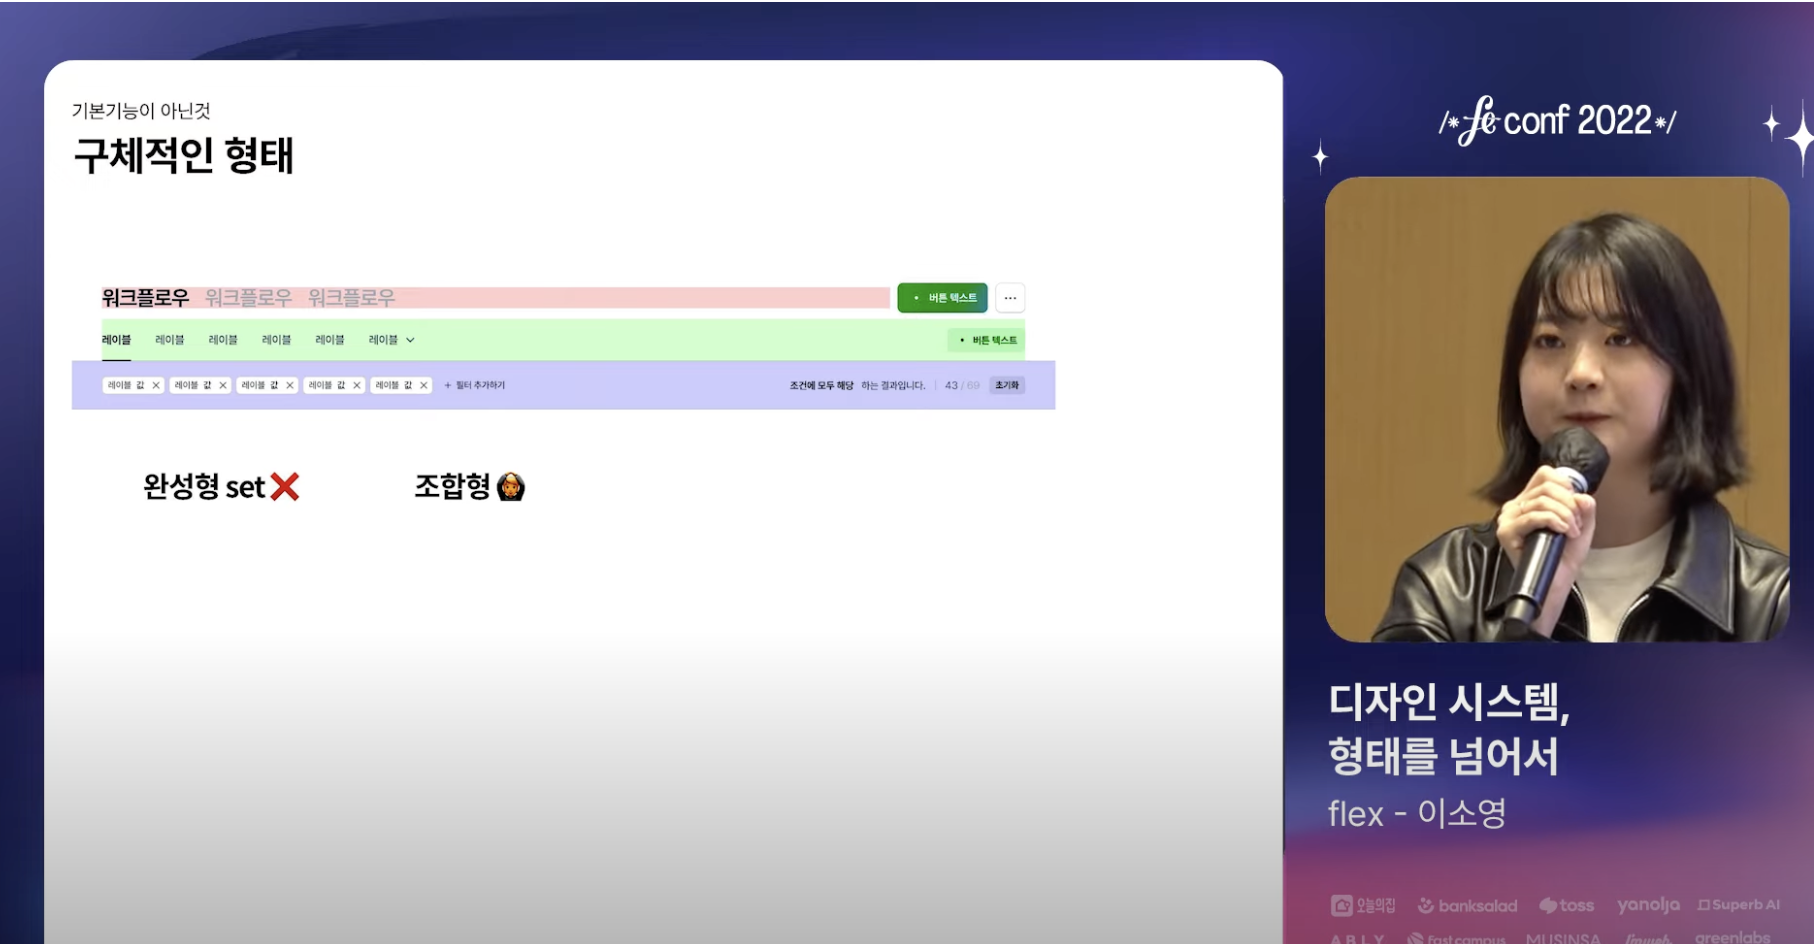 기본기능이 아닌것
구체적인 형태
워크플로우 워크플로우 워크플로우
• 버튼 텍스트
레이블 레이블 레이블 레이블 레이블 레이블
• 버튼 텍스트
레이블 값 × 레이블 값 × 레이블 값 × 레이블 값 × 레이블 값 × + 필터 추가하기
조건에 모두 해당 하는 결과입니다. | 43 / 69 초기화
완성형 set❌ 조합형🙆
/* fe conf 2022 */
디자인 시스템,
형태를 넘어서
flex - 이소영
오늘의집 banksalad toss yanolja Superb AI
ABLY fast campus MUSINSA greenlabs